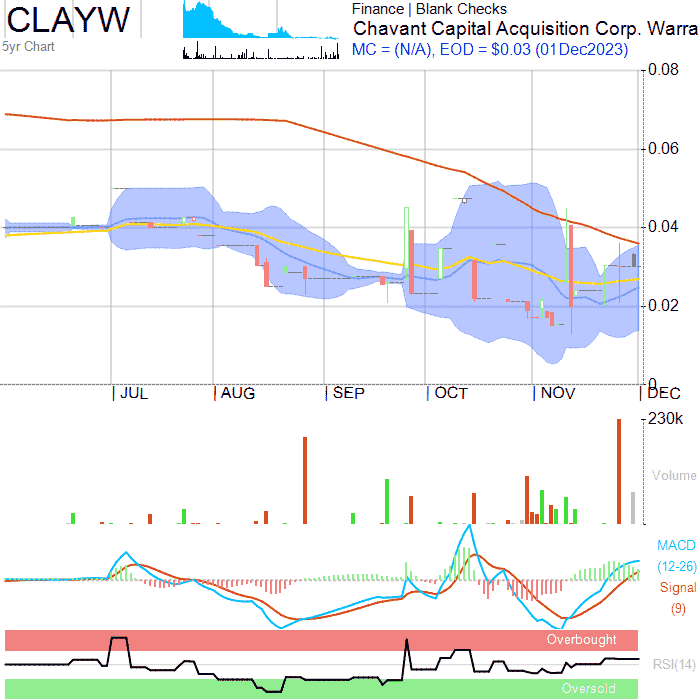 CLAYW
5yr Chart
Finance | Blank Checks
Chavant Capital Acquisition Corp. Warra
MC = (N/A), EOD = $0.03 (01Dec2023)
0.08
0.06
0.04
0.02
0
JUL AUG SEP OCT NOV DEC
230k
Volume
MACD
(12-26)
Signal
(9)
Overbought
RSI(14)
Oversold